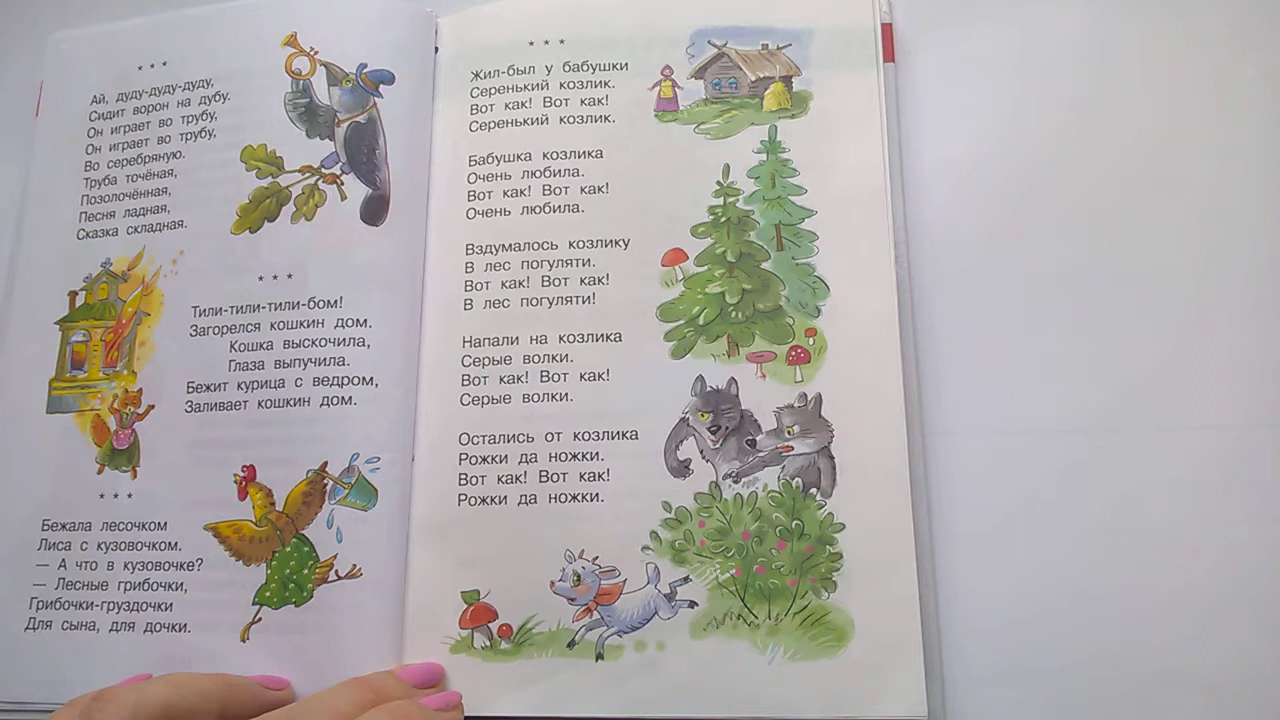 * * *
Ай, дуду-дуду-дуду,
Сидит ворон на дубу.
Он играет во трубу,
Он играет во трубу,
Во серебряную.
Труба точёная,
Позолочённая,
Песня ладная,
Сказка складная.
* * *
Тили-тили-тили-бом!
Загорелся кошкин дом.
Кошка выскочила,
Глаза выпучила.
Бежит курица с ведром,
Заливает кошкин дом.
* * *
Бежала лесочком
Лиса с кузовочком.
— А что в кузовочке?
— Лесные грибочки,
Грибочки-груздочки
Для сына, для дочки.
* * *
Жил-был у бабушки
Серенький козлик.
Вот как! Вот как!
Серенький козлик.
Бабушка козлика
Очень любила.
Вот как! Вот как!
Очень любила.
Вздумалось козлику
В лес погуляти.
Вот как! Вот как!
В лес погуляти!
Напали на козлика
Серые волки.
Вот как! Вот как!
Серые волки.
Остались от козлика
Рожки да ножки.
Вот как! Вот как!
Рожки да ножки.